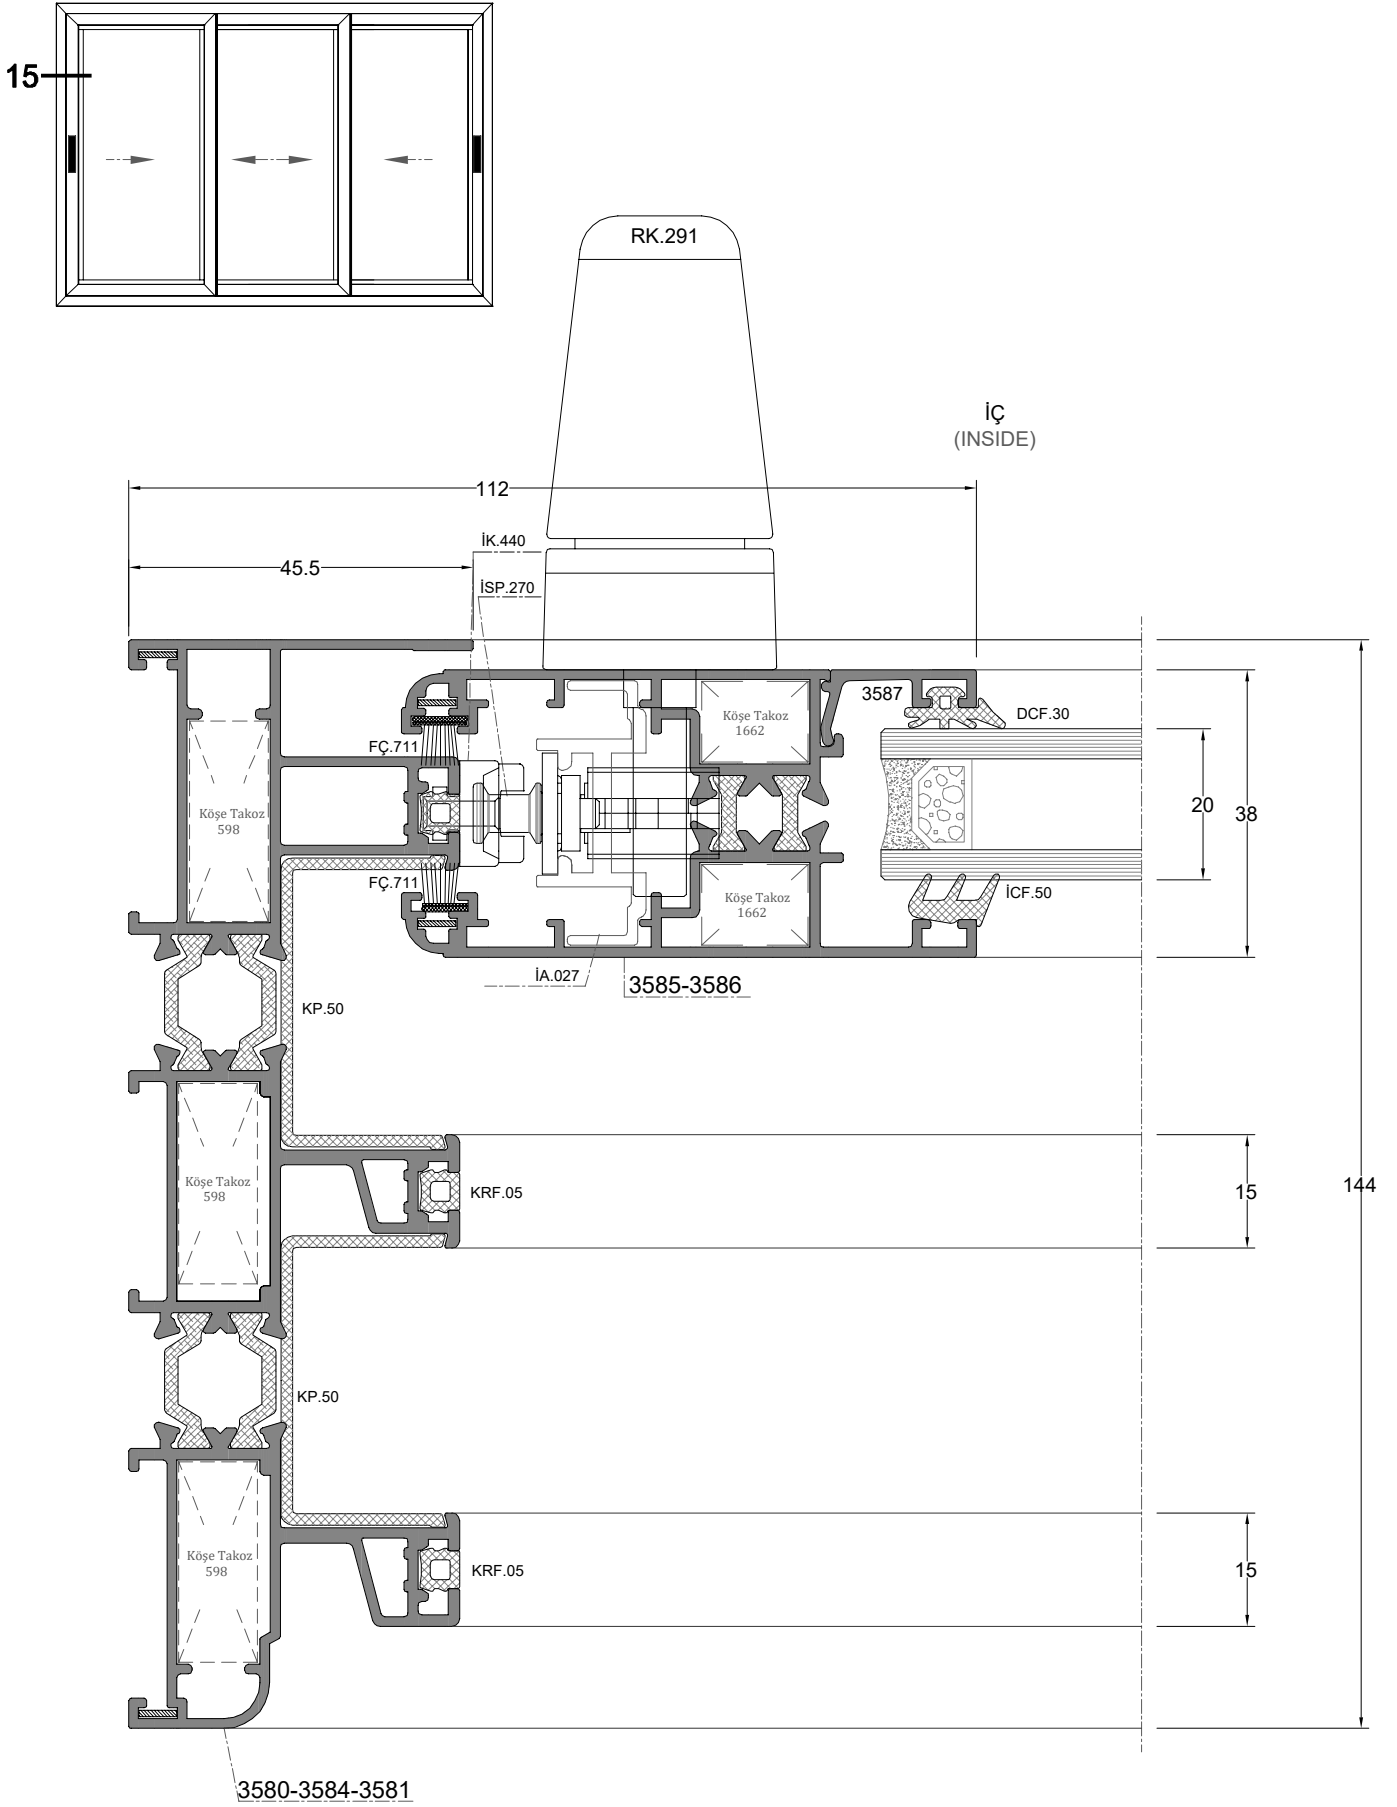 15
RK.291
İÇ
(INSIDE)
112
İK.440
45.5
İSP.270
3587
DCF.30
Köşe Takoz
1662
FÇ.711
20
38
Köşe Takoz
598
FÇ.711
Köşe Takoz
1662
İCF.50
İA.027
3585-3586
KP.50
Köşe Takoz
598
KRF.05
15
144
KP.50
Köşe Takoz
598
KRF.05
15
3580-3584-3581